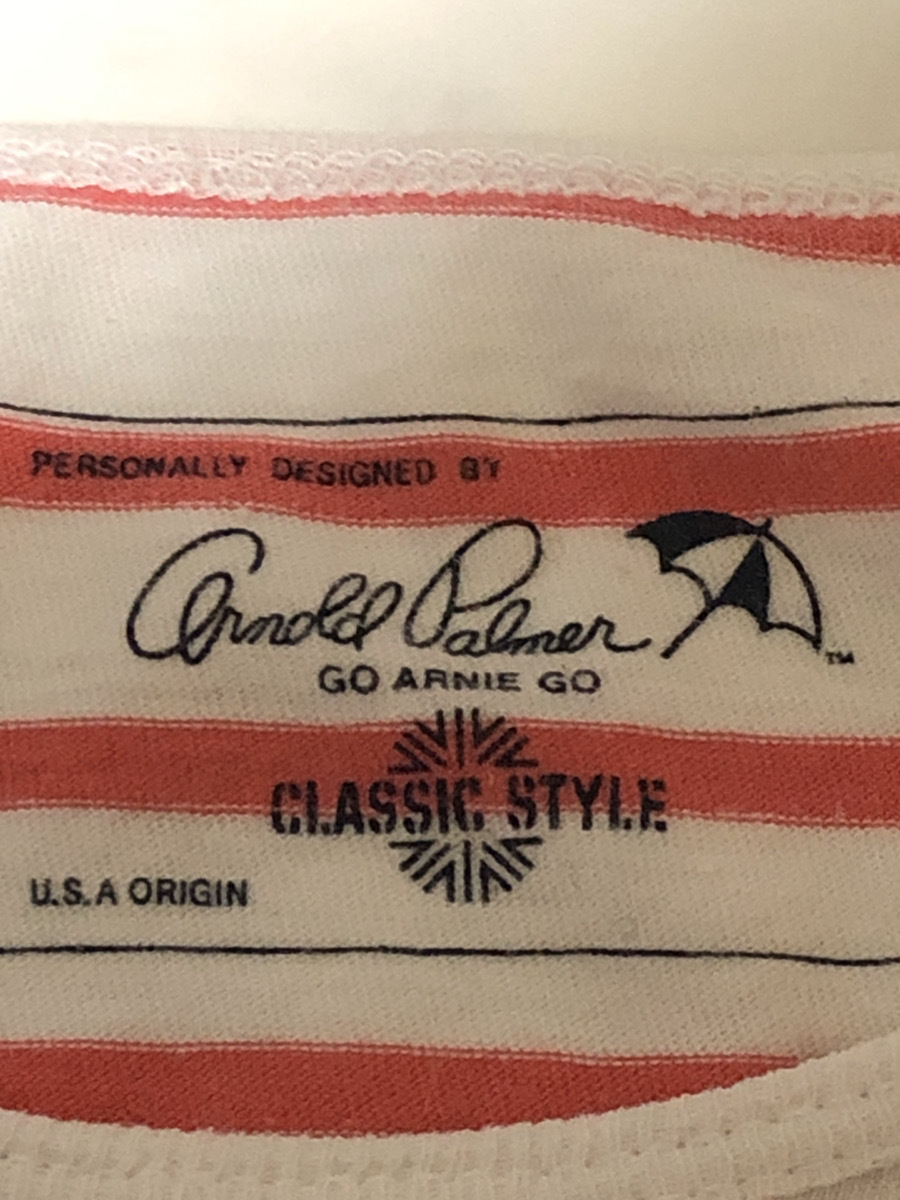 PERSONALLY DESIGNED BY
Arnold Palmer
TM
GO ARNIE GO
CLASSIC STYLE
U.S.A ORIGIN